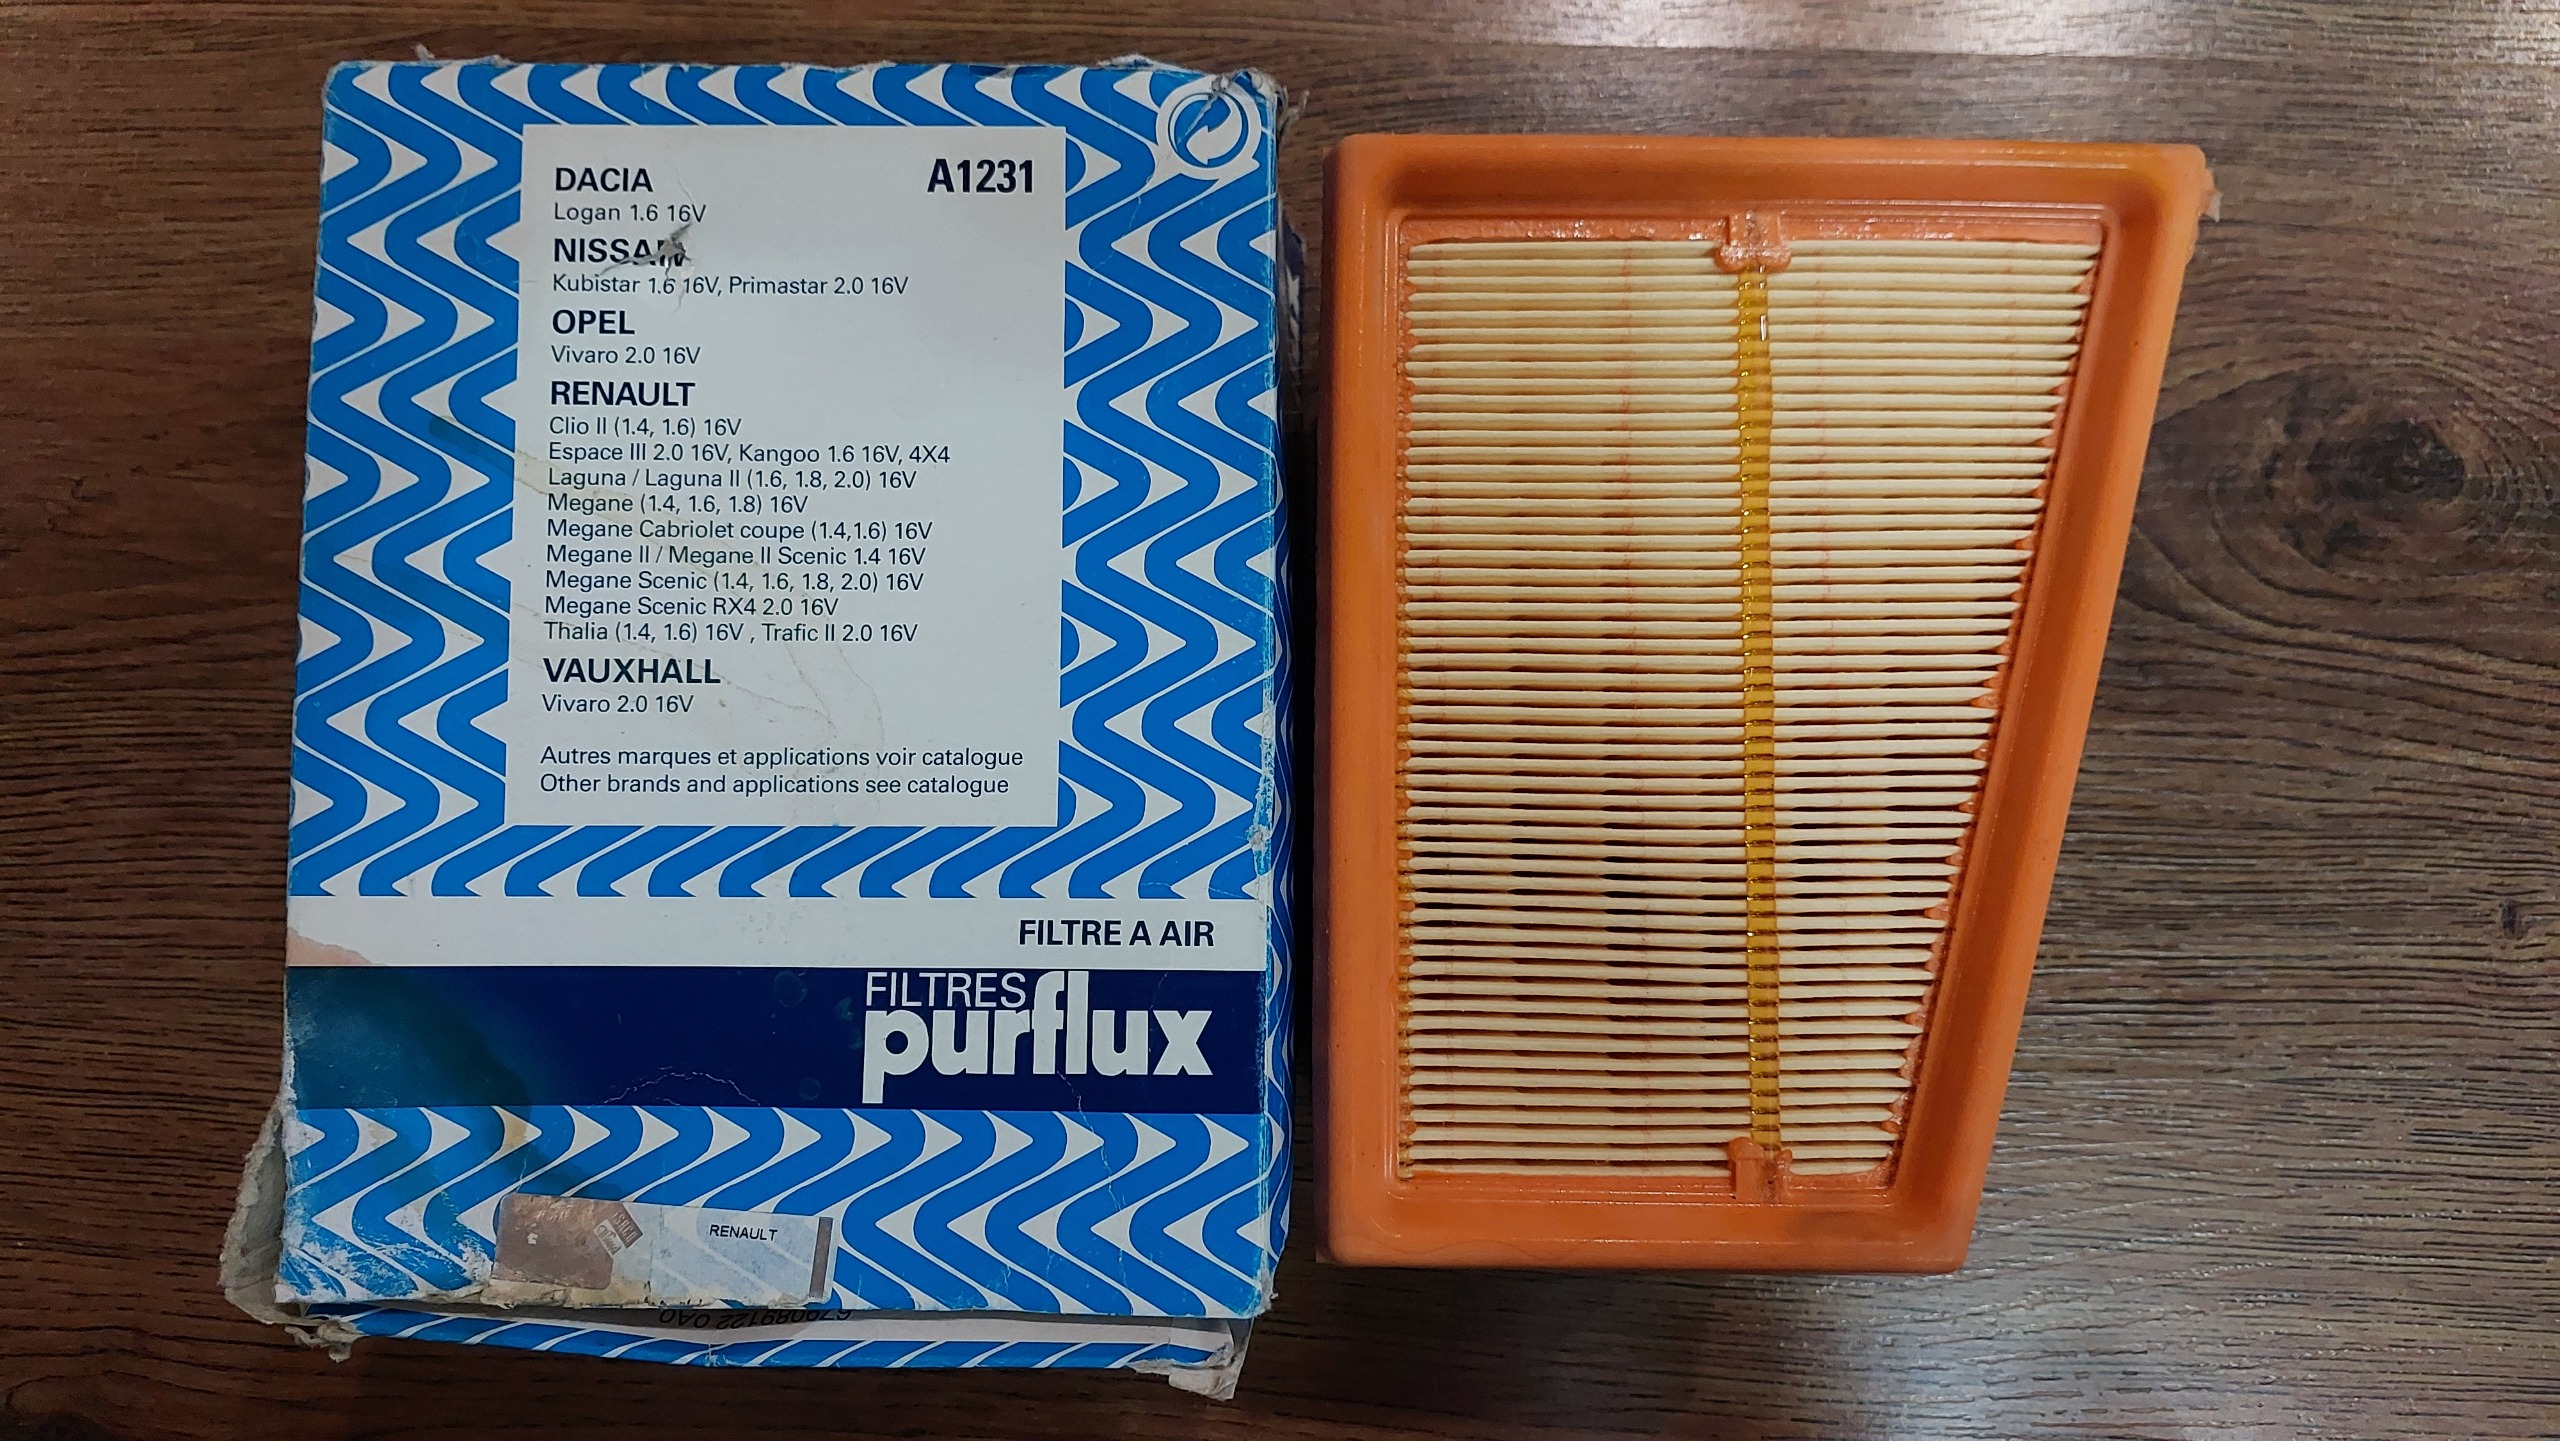 DACIA A1231
Logan 1.6 16V
NISSAN
Kubistar 1.6 16V, Primastar 2.0 16V
OPEL
Vivaro 2.0 16V
RENAULT
Clio II (1.4, 1.6) 16V
Espace III 2.0 16V, Kangoo 1.6 16V, 4X4
Laguna / Laguna II (1.6, 1.8, 2.0) 16V
Megane (1.4, 1.6, 1.8) 16V
Megane Cabriolet coupe (1.4,1.6) 16V
Megane II / Megane II Scenic 1.4 16V
Megane Scenic (1.4, 1.6, 1.8, 2.0) 16V
Megane Scenic RX4 2.0 16V
Thalia (1.4, 1.6) 16V , Trafic II 2.0 16V
VAUXHALL
Vivaro 2.0 16V
Autres marques et applications voir catalogue
Other brands and applications see catalogue
FILTRE A AIR
FILTRES
purflux
RENAULT